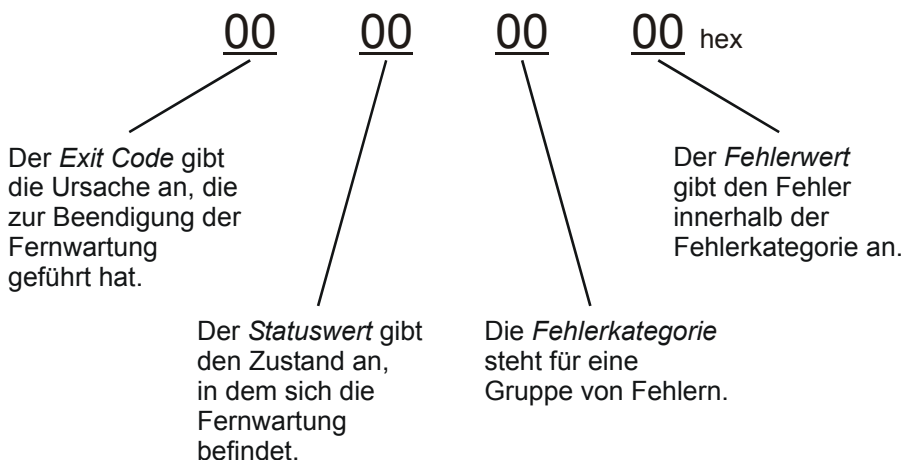 00 00 00 00 hex
Der Exit Code gibt
die Ursache an, die
zur Beendigung der
Fernwartung
geführt hat.
Der Fehlerwert
gibt den Fehler
innerhalb der
Fehlerkategorie an.
Der Statuswert gibt
den Zustand an,
in dem sich die
Fernwartung
befindet.
Die Fehlerkategorie
steht für eine
Gruppe von Fehlern.